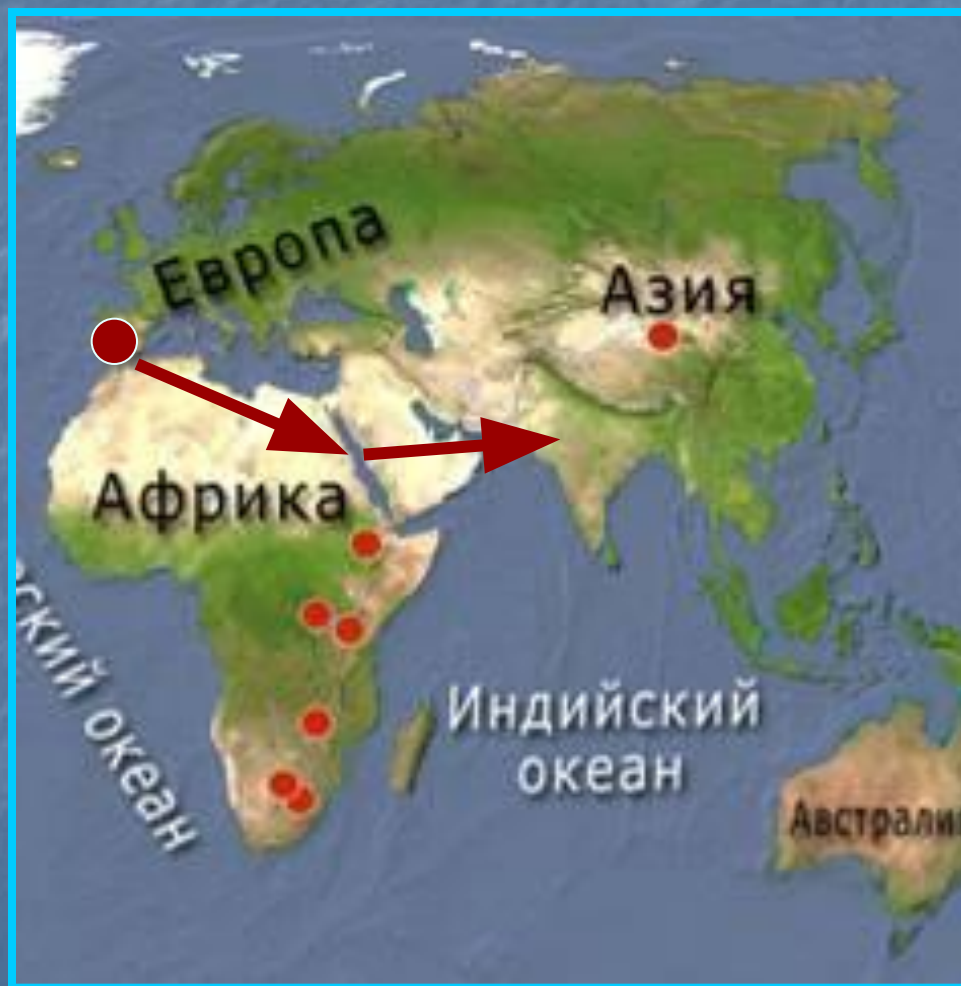 Европа
Азия
Африка
ский океан
Индийский
океан
Австрали